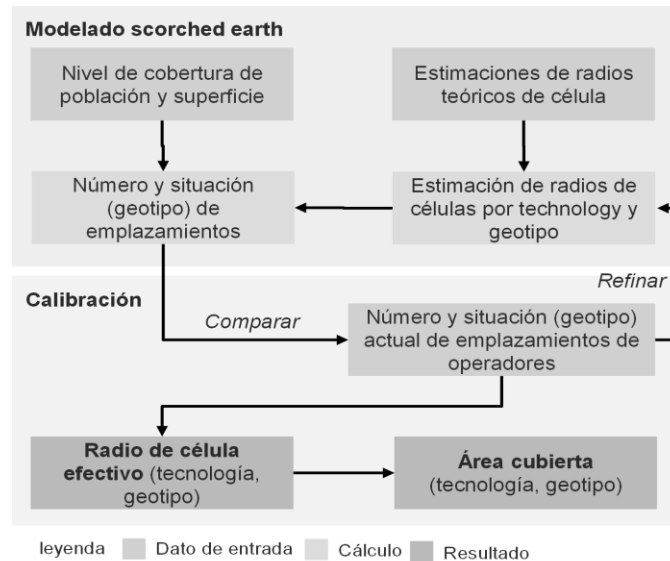 Modelado scorched earth
Nivel de cobertura de
población y superficie
Estimaciones de radios
teóricos de célula
Número y situación
(geotipo) de
emplazamientos
Estimación de radios de
células por technology y
geotipo
Calibración
Refinar
Comparar
Número y situación (geotipo)
actual de emplazamientos de
operadores
Radio de célula
efectivo (tecnología,
geotipo)
Área cubierta
(tecnología, geotipo)
leyenda Dato de entrada Cálculo Resultado